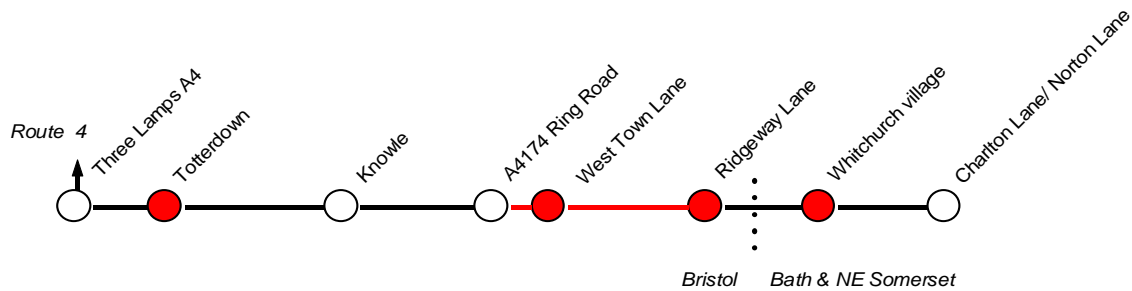 Route 4
Three Lamps A4
Totterdown
Knowle
A4174 Ring Road
West Town Lane
Ridgeway Lane
Whitchurch village
Charlton Lane/ Norton Lane
Bristol
Bath & NE Somerset